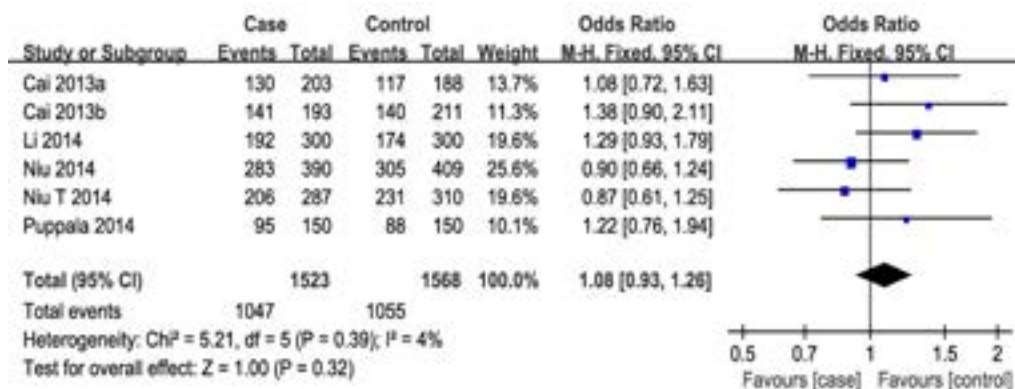 Case Control Odds Ratio Odds Ratio
Study or Subgroup Events Total Events Total Weight M-H. Fixed. 95% CI M-H. Fixed. 95% CI
Cai 2013a 130 203 117 188 13.7% 1.08 [0.72, 1.63]
Cai 2013b 141 193 140 211 11.3% 1.38 [0.90, 2.11]
Li 2014 192 300 174 300 19.6% 1.29 [0.93, 1.79]
Niu 2014 283 390 305 409 25.6% 0.90 [0.66, 1.24]
Niu T 2014 206 287 231 310 19.6% 0.87 [0.61, 1.25]
Puppala 2014 95 150 88 150 10.1% 1.22 [0.76, 1.94]
Total (95% CI) 1523 1568 100.0% 1.08 [0.93, 1.26]
Total events 1047 1055
Heterogeneity: Chi² = 5.21, df = 5 (P = 0.39); I² = 4%
Test for overall effect: Z = 1.00 (P = 0.32)
0.5 0.7 1 1.5 2
Favours [case] Favours [control]